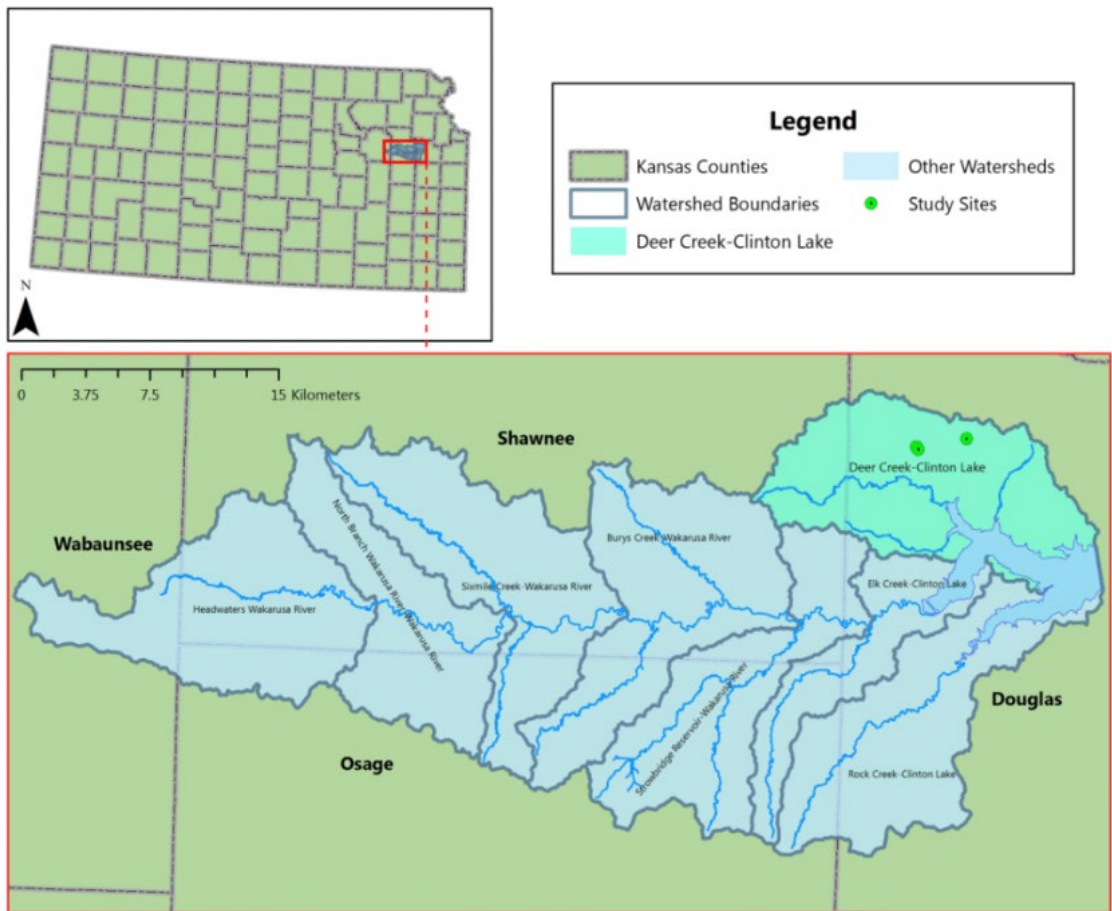 N
Legend
Kansas Counties
Other Watersheds
Watershed Boundaries
Study Sites
Deer Creek-Clinton Lake
0 3.75 7.5 15 Kilometers
Shawnee
Deer Creek-Clinton Lake
Wabaunsee
North Branch Wakarusa River-Wakarusa River
Burys Creek Wakarusa River
Sixmile Creek-Wakarusa River
Elk Creek-Clinton Lake
Headwaters Wakarusa River
Strowbridge Reservoir-Wakarusa River
Douglas
Osage
Rock Creek-Clinton Lake